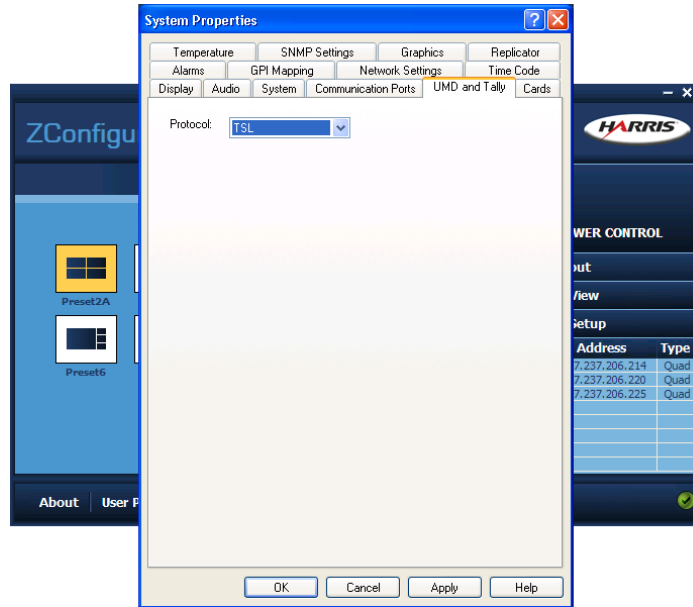 System Properties
Temperature SNMP Settings Graphics Replicator
Alarms GPI Mapping Network Settings Time Code
Display Audio System Communication Ports UMD and Tally Cards
Protocol: TSL
OK Cancel Apply Help
ZConfigu
HARRIS
WER CONTROL
out
View
Setup
Address Type
7.237.206.214 Quad
7.237.206.220 Quad
7.237.206.225 Quad
Preset2A
Preset6
About User P